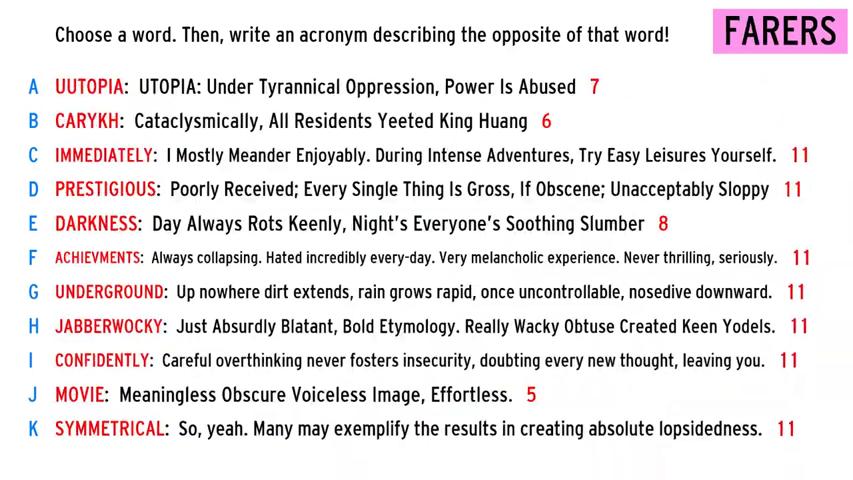 Choose a word. Then, write an acronym describing the opposite of that word!
FARERS
A UUTOPIA: UTOPIA: Under Tyrannical Oppression, Power Is Abused 7
B CARYKH: Cataclysmically, All Residents Yeeted King Huang 6
C IMMEDIATELY: I Mostly Meander Enjoyably. During Intense Adventures, Try Easy Leisures Yourself. 11
D PRESTIGIOUS: Poorly Received; Every Single Thing Is Gross, If Obscene; Unacceptably Sloppy 11
E DARKNESS: Day Always Rots Keenly, Night's Everyone's Soothing Slumber 8
F ACHIEVMENTS: Always collapsing. Hated incredibly every-day. Very melancholic experience. Never thrilling, seriously. 11
G UNDERGROUND: Up nowhere dirt extends, rain grows rapid, once uncontrollable, nosedive downward. 11
H JABBERWOCKY: Just Absurdly Blatant, Bold Etymology. Really Wacky Obtuse Created Keen Yodels. 11
I CONFIDENTLY: Careful overthinking never fosters insecurity, doubting every new thought, leaving you. 11
J MOVIE: Meaningless Obscure Voiceless Image, Effortless. 5
K SYMMETRICAL: So, yeah. Many may exemplify the results in creating absolute lopsidedness. 11